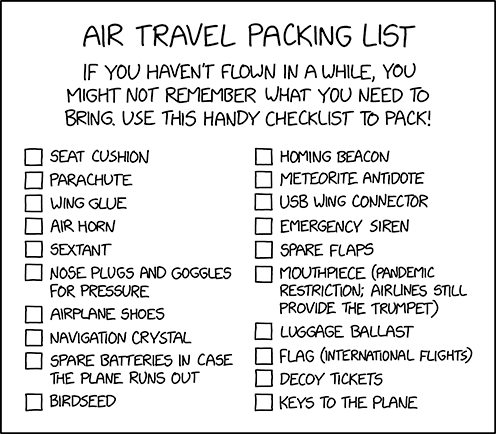 AIR TRAVEL PACKING LIST
IF YOU HAVEN'T FLOWN IN A WHILE, YOU
MIGHT NOT REMEMBER WHAT YOU NEED TO
BRING. USE THIS HANDY CHECKLIST TO PACK!
SEAT CUSHION
PARACHUTE
WING GLUE
AIR HORN
SEXTANT
NOSE PLUGS AND GOGGLES
FOR PRESSURE
AIRPLANE SHOES
NAVIGATION CRYSTAL
SPARE BATTERIES IN CASE
THE PLANE RUNS OUT
BIRDSEED
HOMING BEACON
METEORITE ANTIDOTE
USB WING CONNECTOR
EMERGENCY SIREN
SPARE FLAPS
MOUTHPIECE (PANDEMIC
RESTRICTION; AIRLINES STILL
PROVIDE THE TRUMPET)
LUGGAGE BALLAST
FLAG (INTERNATIONAL FLIGHTS)
DECOY TICKETS
KEYS TO THE PLANE